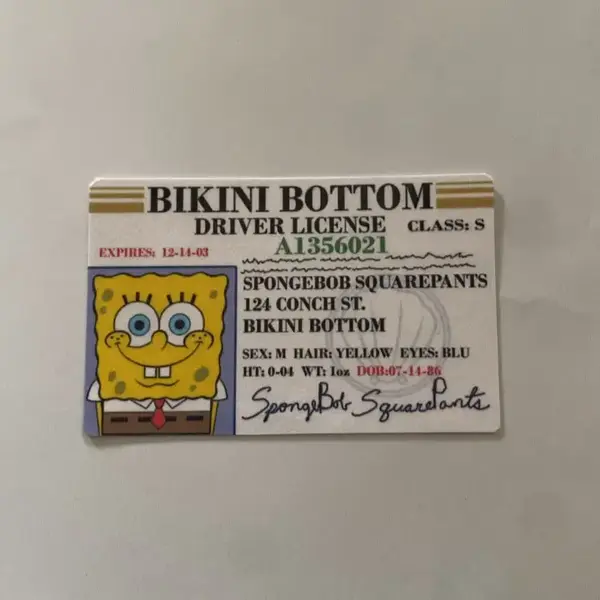 BIKINI BOTTOM
DRIVER LICENSE CLASS: S
EXPIRES: 12-14-03 A1356021
SPONGEBOB SQUAREPANTS
124 CONCH ST.
BIKINI BOTTOM
SEX: M HAIR: YELLOW EYES: BLU
HT: 0-04 WT: 1oz DOB:07-14-86
SpongeBob SquarePants